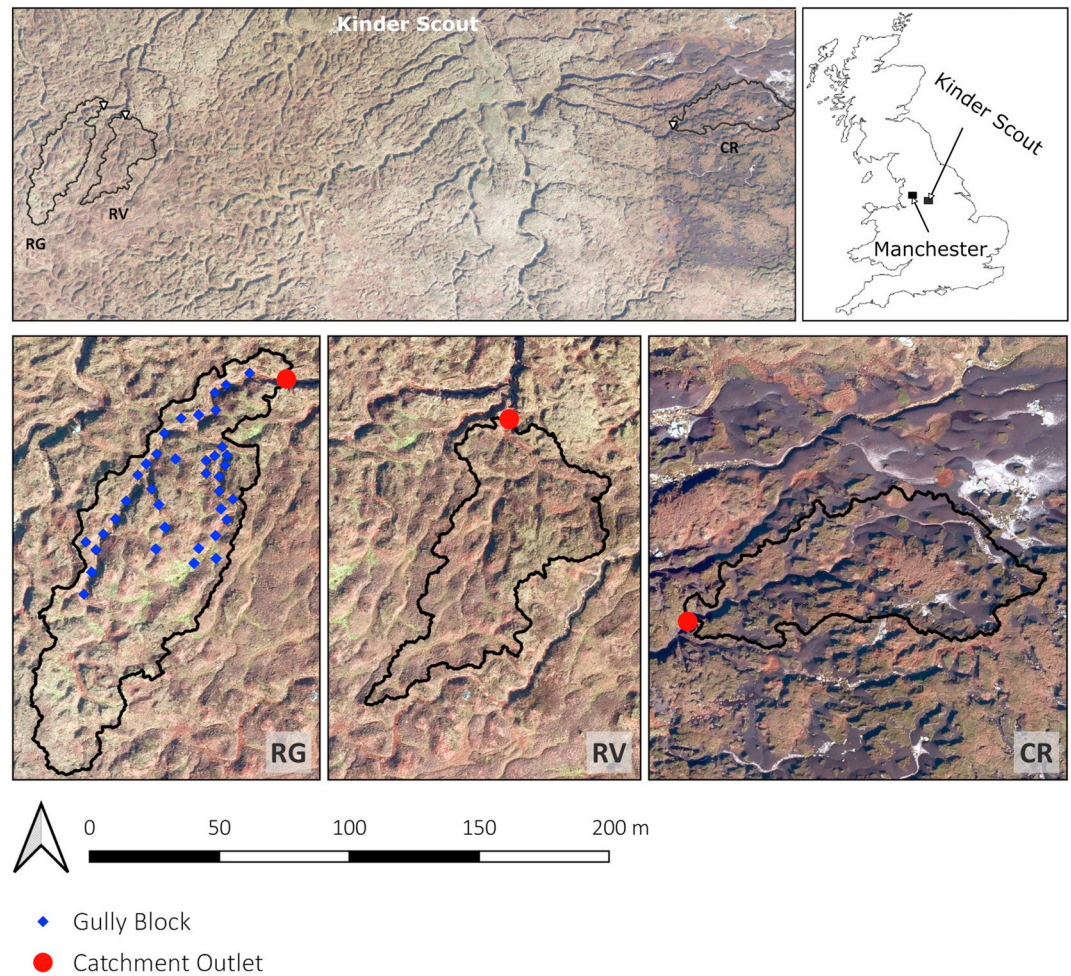 Kinder Scout
RG
RV
CR
Kinder Scout
Manchester
RG
RV
CR
0 50 100 150 200 m
Gully Block
Catchment Outlet